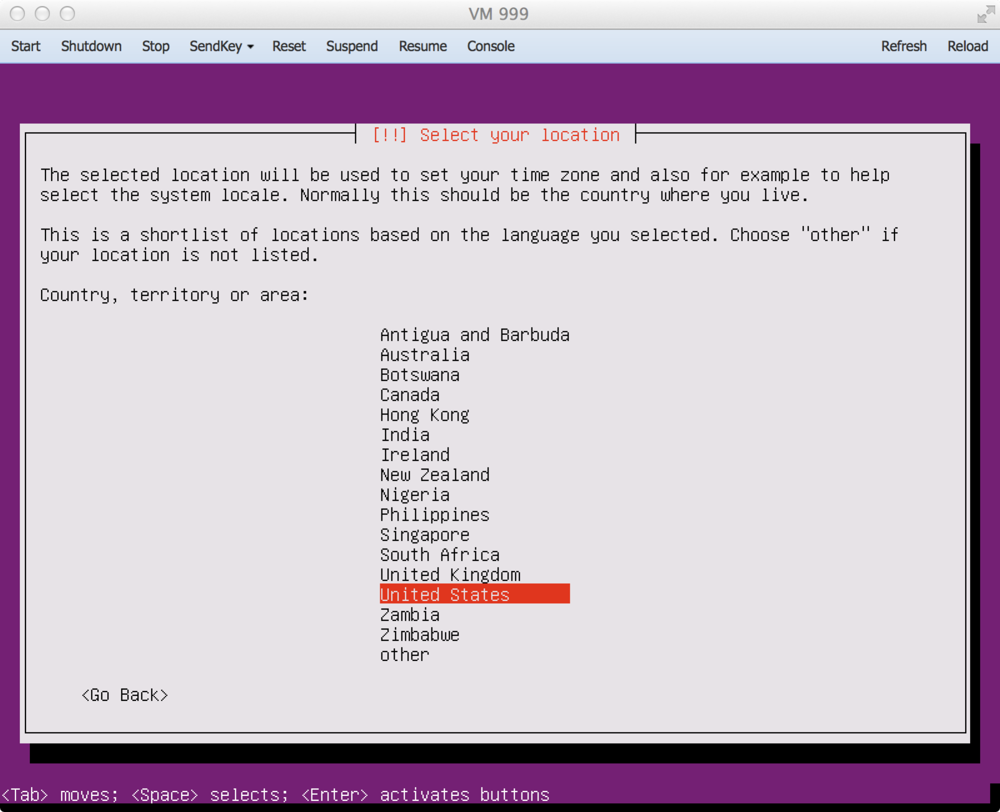 VM 999
Start Shutdown Stop SendKey Reset Suspend Resume Console Refresh Reload
[!!] Select your location
The selected location will be used to set your time zone and also for example to help
select the system locale. Normally this should be the country where you live.
This is a shortlist of locations based on the language you selected. Choose "other" if
your location is not listed.
Country, territory or area:
Antigua and Barbuda
Australia
Botswana
Canada
Hong Kong
India
Ireland
New Zealand
Nigeria
Philippines
Singapore
South Africa
United Kingdom
United States
Zambia
Zimbabwe
other
<Go Back>
<Tab> moves; <Space> selects; <Enter> activates buttons